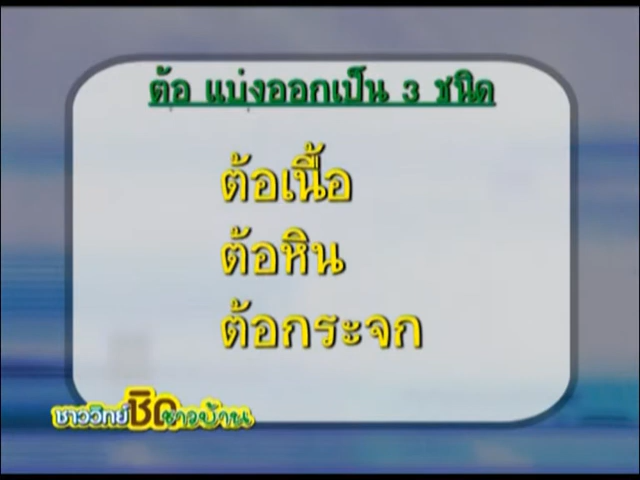 ต้อ แบ่งออกเป็น 3 ชนิด
ต้อเนื้อ
ต้อหิน
ต้อกระจก
ชาววิทย์ชิดชาวบ้าน